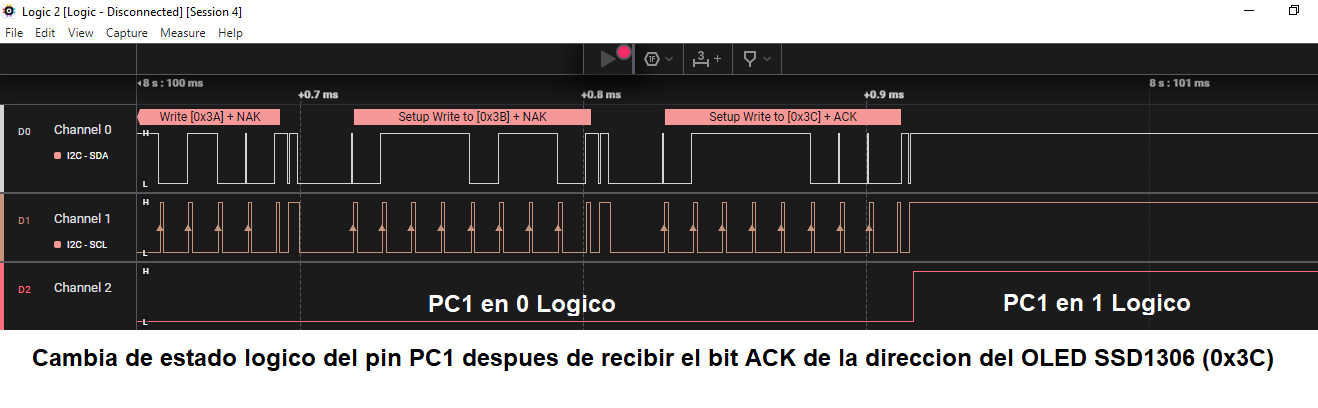 Logic 2 [Logic - Disconnected] [Session 4]
File Edit View Capture Measure Help
1F 3 +
8 s : 100 ms 8 s : 101 ms
+0.7 ms +0.8 ms +0.9 ms
Write [0x3A] + NAK Setup Write to [0x3B] + NAK Setup Write to [0x3C] + ACK
D0 Channel 0 H
I2C - SDA
L
D1 Channel 1 H
I2C - SCL
L
D2 Channel 2 H
PC1 en 0 Logico PC1 en 1 Logico
L
Cambia de estado logico del pin PC1 despues de recibir el bit ACK de la direccion del OLED SSD1306 (0x3C)